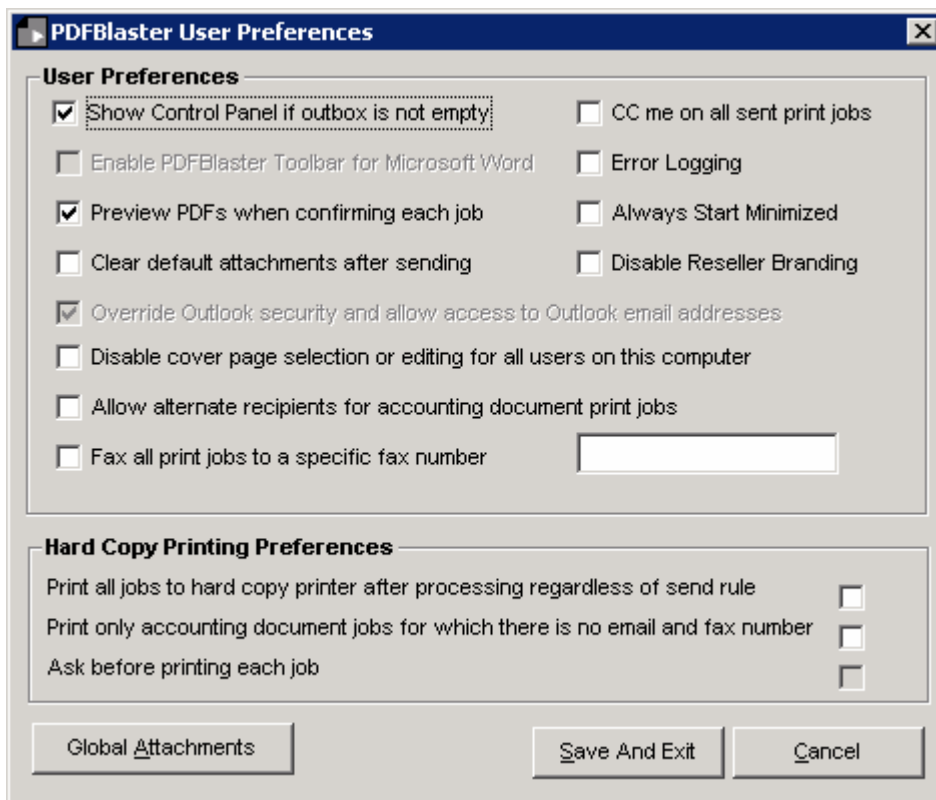 PDFBlaster User Preferences
User Preferences
Show Control Panel if outbox is not empty
CC me on all sent print jobs
Enable PDFBlaster Toolbar for Microsoft Word
Error Logging
Preview PDFs when confirming each job
Always Start Minimized
Clear default attachments after sending
Disable Reseller Branding
Override Outlook security and allow access to Outlook email addresses
Disable cover page selection or editing for all users on this computer
Allow alternate recipients for accounting document print jobs
Fax all print jobs to a specific fax number
Hard Copy Printing Preferences
Print all jobs to hard copy printer after processing regardless of send rule
Print only accounting document jobs for which there is no email and fax number
Ask before printing each job
Global Attachments
Save And Exit
Cancel